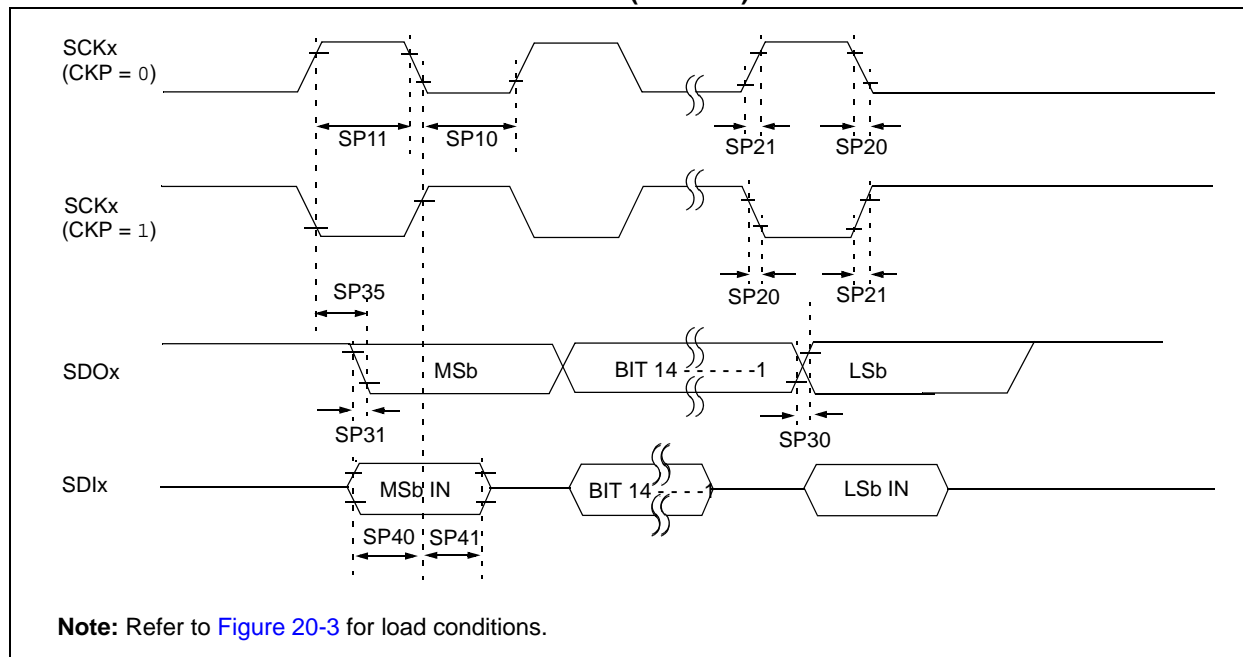 SCKx
(CKP = 0)
SP11
SP10
SP21
SP20
SCKx
(CKP = 1)
SP35
SP20
SP21
SDOx
MSb
BIT 14 - - - - - -1
LSb
SP31
SP30
SDIx
MSb IN
BIT 14 - - - -1
LSb IN
SP40
SP41
Note: Refer to Figure 20-3 for load conditions.